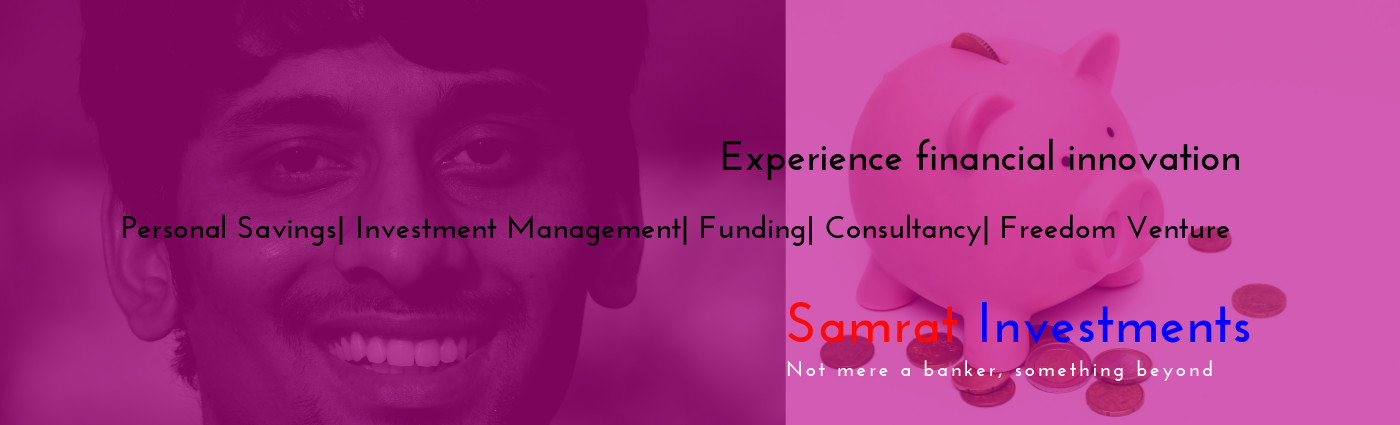 Experience financial innovation
Personal Savings| Investment Management| Funding| Consultancy| Freedom Venture
Samrat Investments
Not mere a banker, something beyond